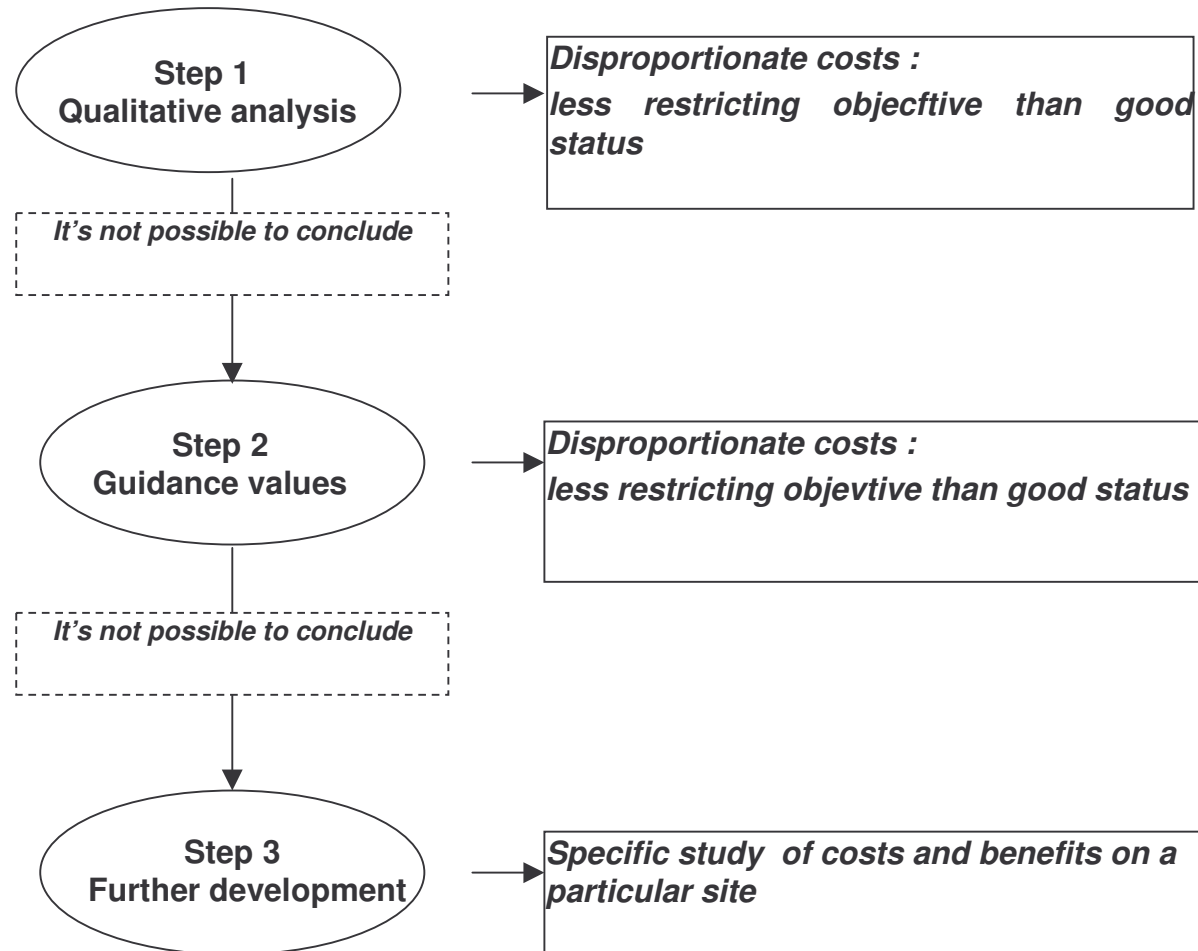 Step 1
Qualitative analysis
Disproportionate costs :
less restricting objecftive than good
status
It's not possible to conclude
Step 2
Guidance values
Disproportionate costs :
less restricting objevtive than good status
It's not possible to conclude
Step 3
Further development
Specific study of costs and benefits on a
particular site